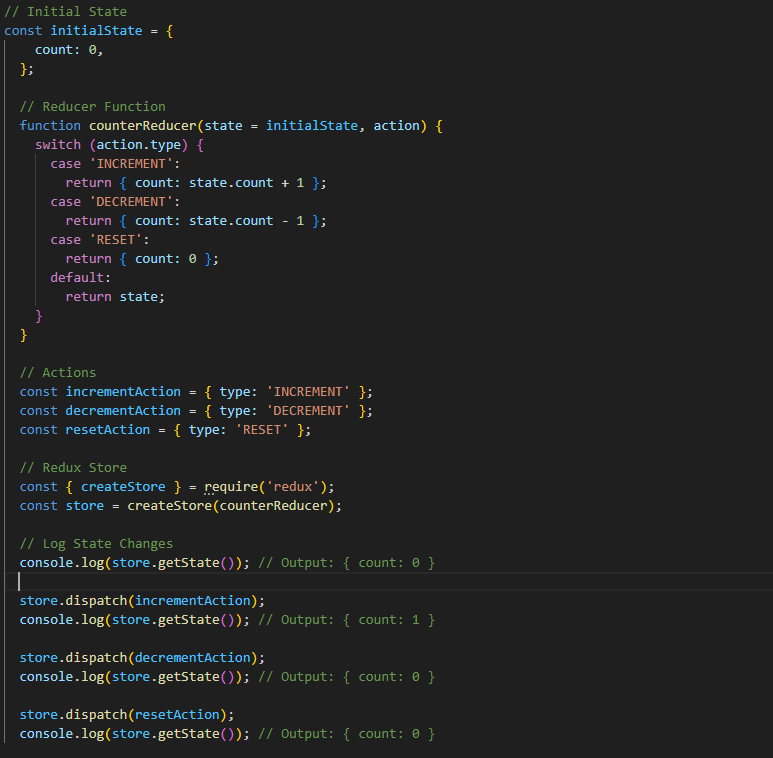 // Initial State
const initialState = {
    count: 0,
  };

  // Reducer Function
  function counterReducer(state = initialState, action) {
    switch (action.type) {
      case 'INCREMENT':
        return { count: state.count + 1 };
      case 'DECREMENT':
        return { count: state.count - 1 };
      case 'RESET':
        return { count: 0 };
      default:
        return state;
    }
  }

  // Actions
  const incrementAction = { type: 'INCREMENT' };
  const decrementAction = { type: 'DECREMENT' };
  const resetAction = { type: 'RESET' };

  // Redux Store
  const { createStore } = require('redux');
  const store = createStore(counterReducer);

  // Log State Changes
  console.log(store.getState()); // Output: { count: 0 }

  store.dispatch(incrementAction);
  console.log(store.getState()); // Output: { count: 1 }

  store.dispatch(decrementAction);
  console.log(store.getState()); // Output: { count: 0 }

  store.dispatch(resetAction);
  console.log(store.getState()); // Output: { count: 0 }